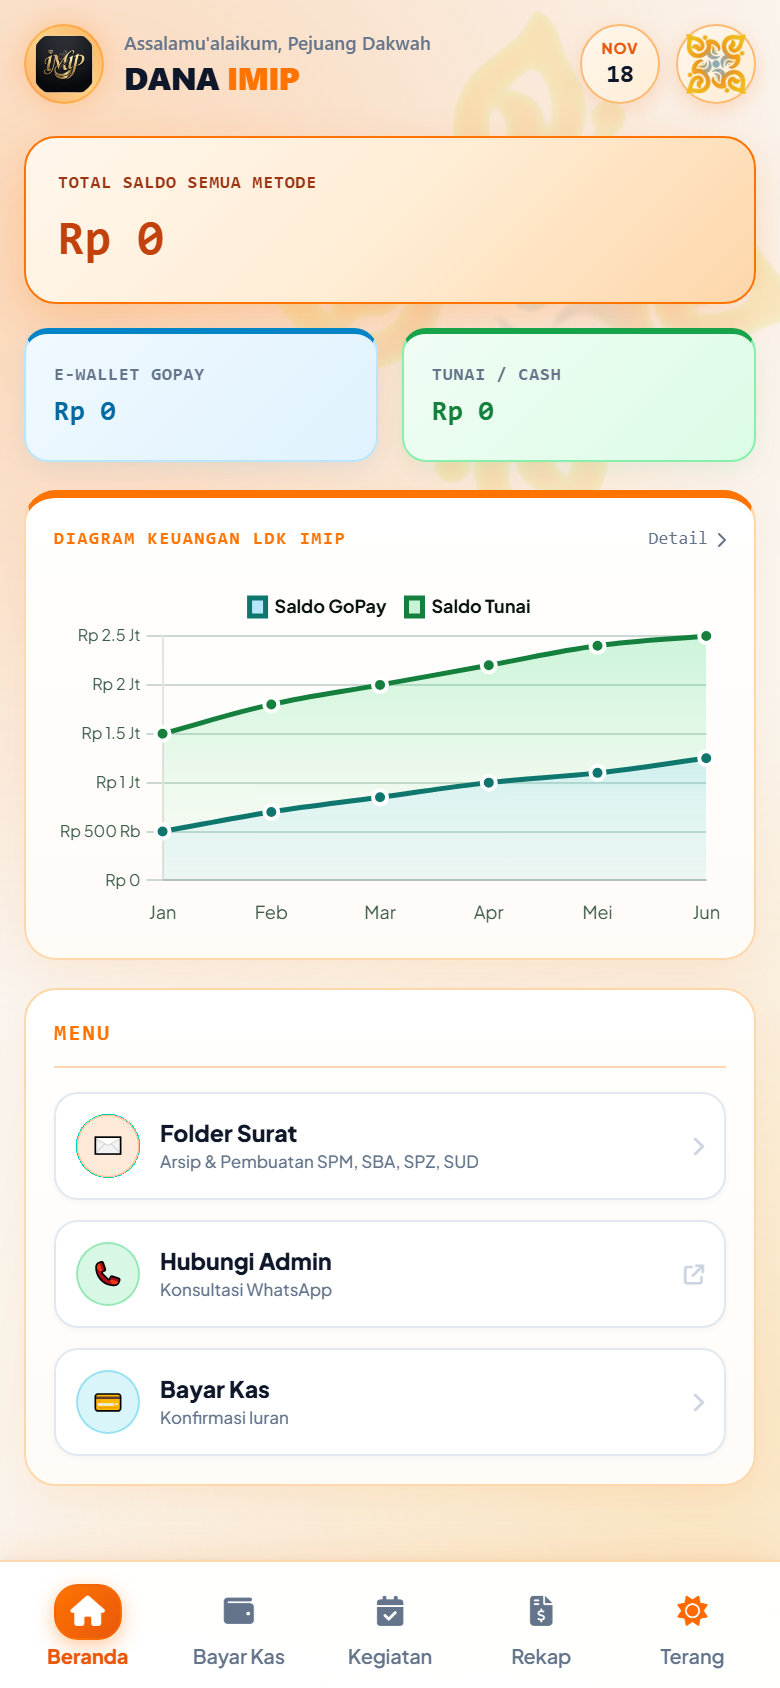 iMip
Assalamu'alaikum, Pejuang Dakwah
DANA IMIP
NOV
18
TOTAL SALDO SEMUA METODE
Rp 0
E-WALLET GOPAY
Rp 0
TUNAI / CASH
Rp 0
DIAGRAM KEUANGAN LDK IMIP
Detail
Saldo GoPay
Saldo Tunai
Rp 2.5 Jt
Rp 2 Jt
Rp 1.5 Jt
Rp 1 Jt
Rp 500 Rb
Rp 0
Jan Feb Mar Apr Mei Jun
MENU
Folder Surat
Arsip & Pembuatan SPM, SBA, SPZ, SUD
Hubungi Admin
Konsultasi WhatsApp
Bayar Kas
Konfirmasi Iuran
Beranda
Bayar Kas
Kegiatan
Rekap
Terang